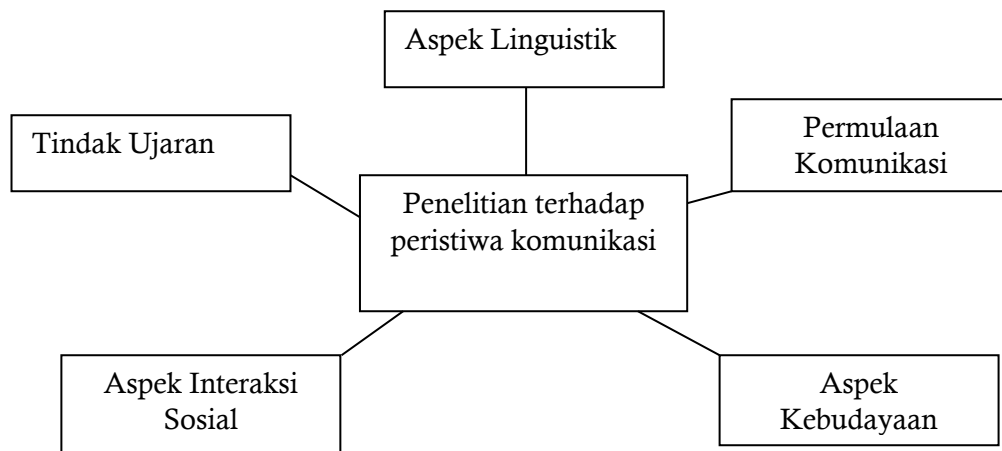 Aspek Linguistik
Tindak Ujaran
Permulaan
Komunikasi
Penelitian terhadap
peristiwa komunikasi
Aspek Interaksi
Sosial
Aspek
Kebudayaan